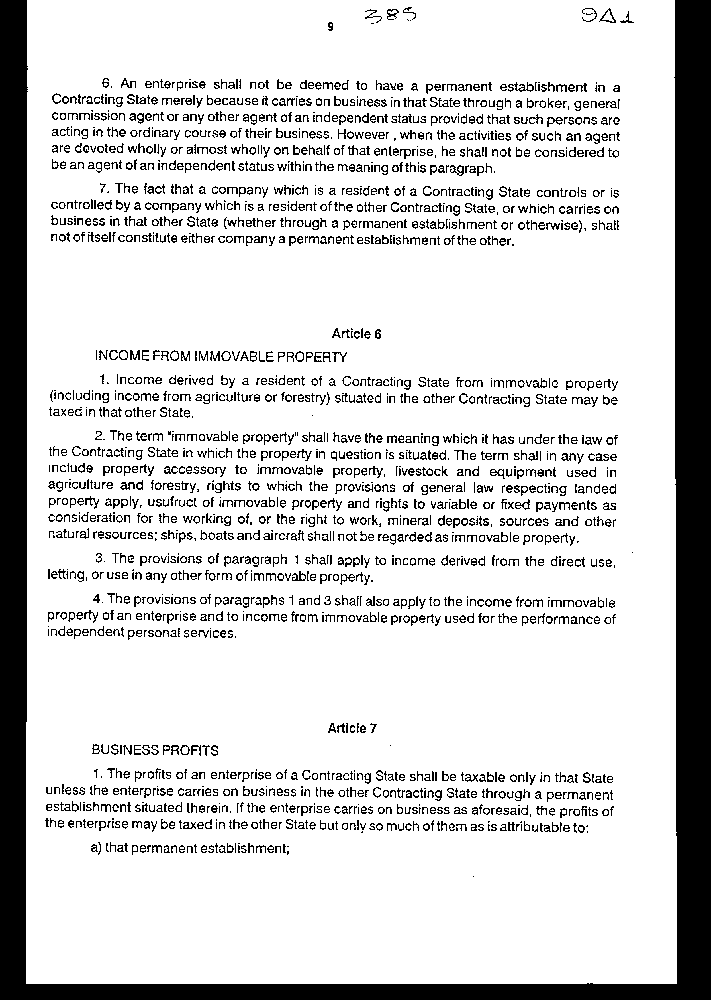 385
9Δ1
9
6. An enterprise shall not be deemed to have a permanent establishment in a
Contracting State merely because it carries on business in that State through a broker, general
commission agent or any other agent of an independent status provided that such persons are
acting in the ordinary course of their business. However , when the activities of such an agent
are devoted wholly or almost wholly on behalf of that enterprise, he shall not be considered to
be an agent of an independent status within the meaning of this paragraph.
7. The fact that a company which is a resident of a Contracting State controls or is
controlled by a company which is a resident of the other Contracting State, or which carries on
business in that other State (whether through a permanent establishment or otherwise), shall
not of itself constitute either company a permanent establishment of the other.
Article 6
INCOME FROM IMMOVABLE PROPERTY
1. Income derived by a resident of a Contracting State from immovable property
(including income from agriculture or forestry) situated in the other Contracting State may be
taxed in that other State.
2. The term "immovable property" shall have the meaning which it has under the law of
the Contracting State in which the property in question is situated. The term shall in any case
include property accessory to immovable property, livestock and equipment used in
agriculture and forestry, rights to which the provisions of general law respecting landed
property apply, usufruct of immovable property and rights to variable or fixed payments as
consideration for the working of, or the right to work, mineral deposits, sources and other
natural resources; ships, boats and aircraft shall not be regarded as immovable property.
3. The provisions of paragraph 1 shall apply to income derived from the direct use,
letting, or use in any other form of immovable property.
4. The provisions of paragraphs 1 and 3 shall also apply to the income from immovable
property of an enterprise and to income from immovable property used for the performance of
independent personal services.
Article 7
BUSINESS PROFITS
1. The profits of an enterprise of a Contracting State shall be taxable only in that State
unless the enterprise carries on business in the other Contracting State through a permanent
establishment situated therein. If the enterprise carries on business as aforesaid, the profits of
the enterprise may be taxed in the other State but only so much of them as is attributable to:
a) that permanent establishment;